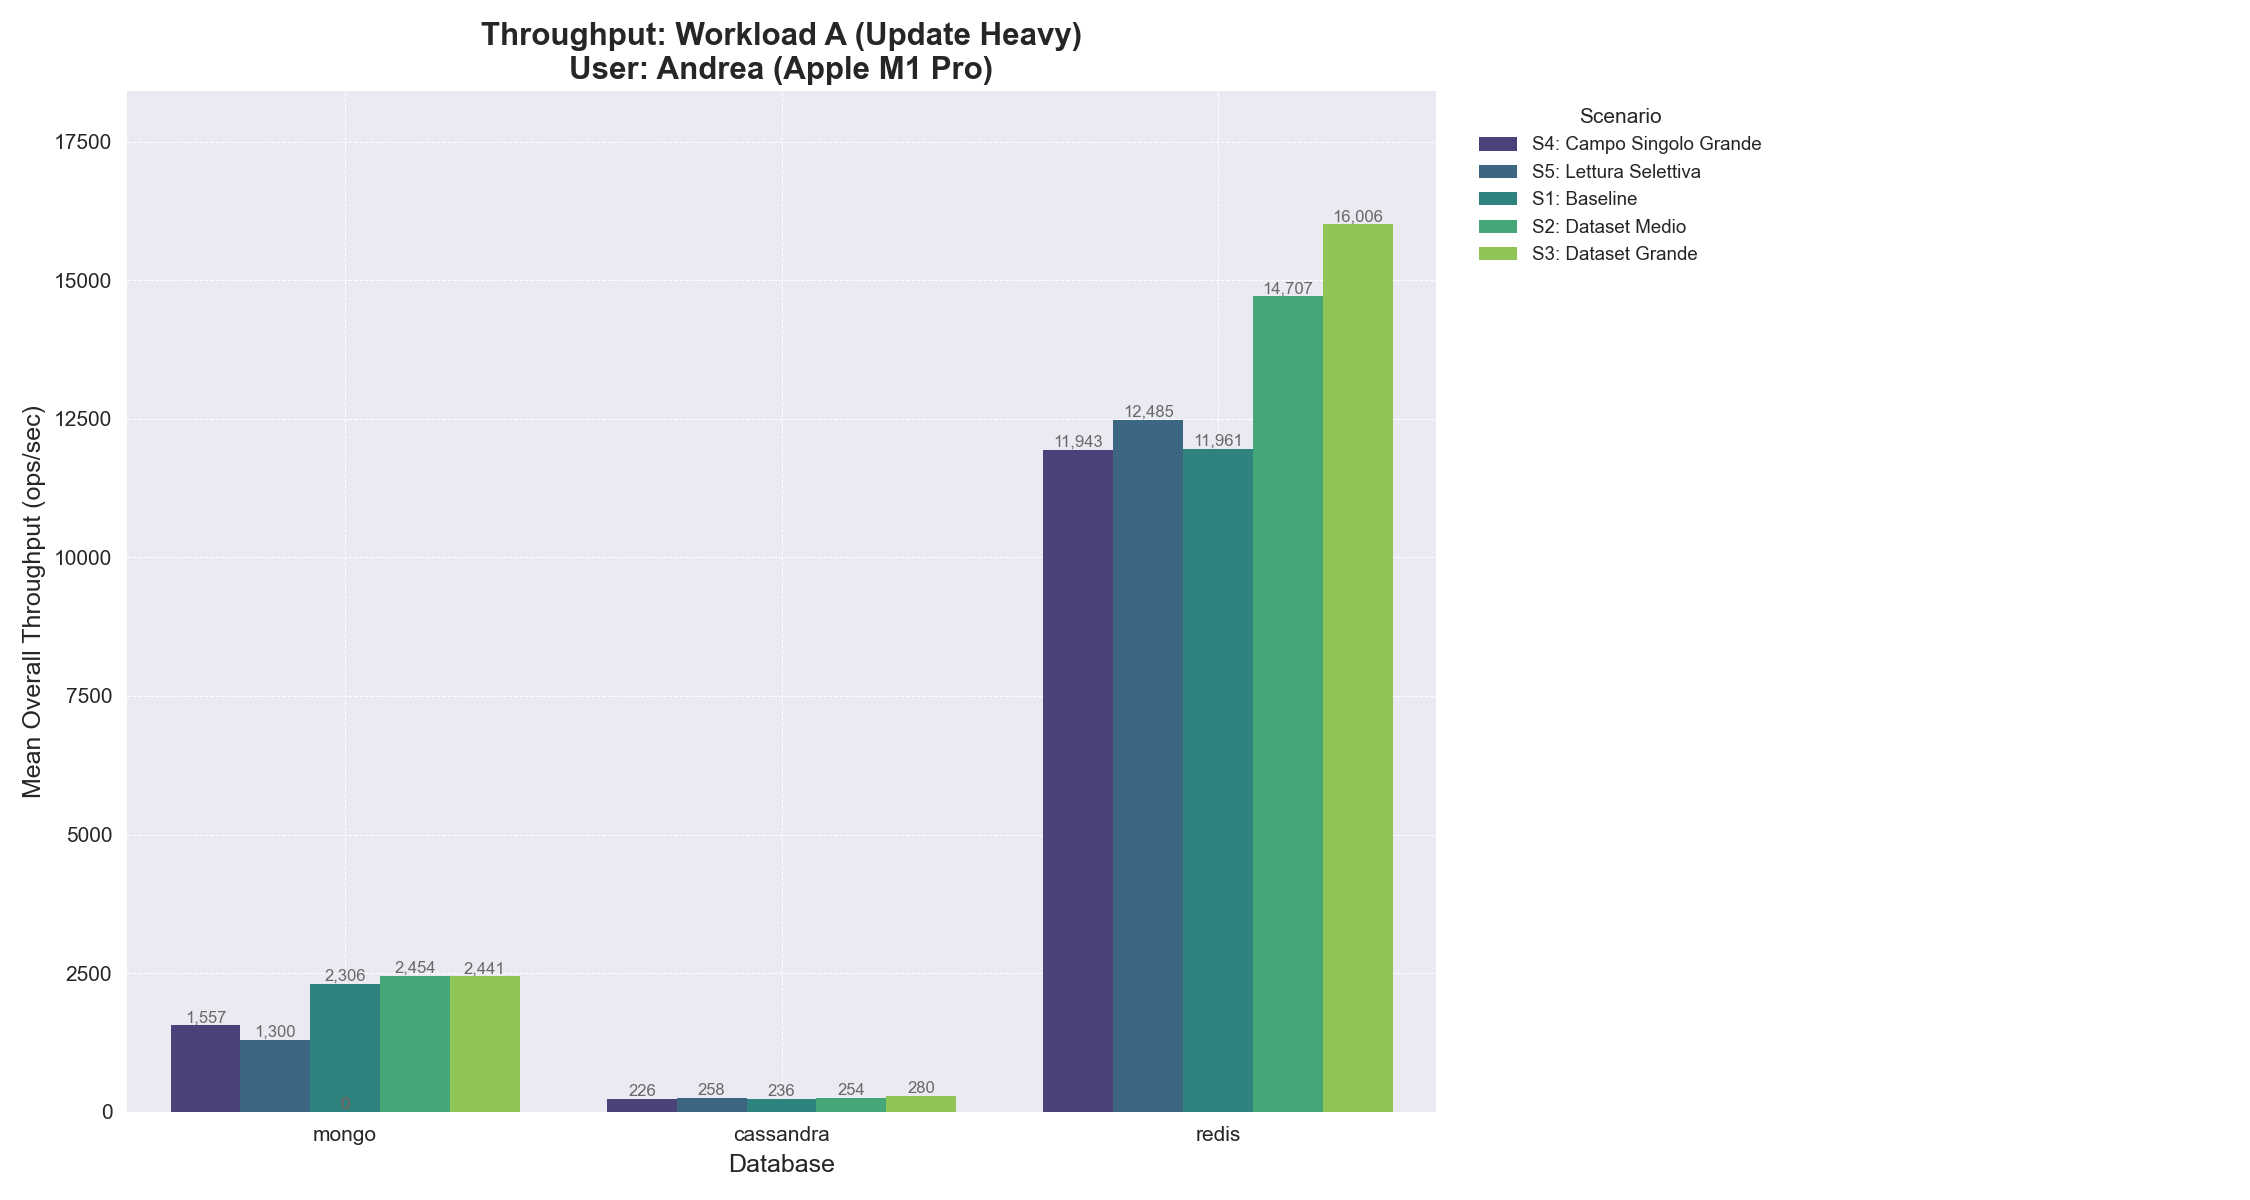 Throughput: Workload A (Update Heavy)
User: Andrea (Apple M1 Pro)
Mean Overall Throughput (ops/sec)
17500
15000
12500
10000
7500
5000
2500
0
1,557
1,300
2,306
2,454
2,441
0
226
258
236
254
280
11,943
12,485
11,961
14,707
16,006
mongo
cassandra
redis
Database
Scenario
S4: Campo Singolo Grande
S5: Lettura Selettiva
S1: Baseline
S2: Dataset Medio
S3: Dataset Grande